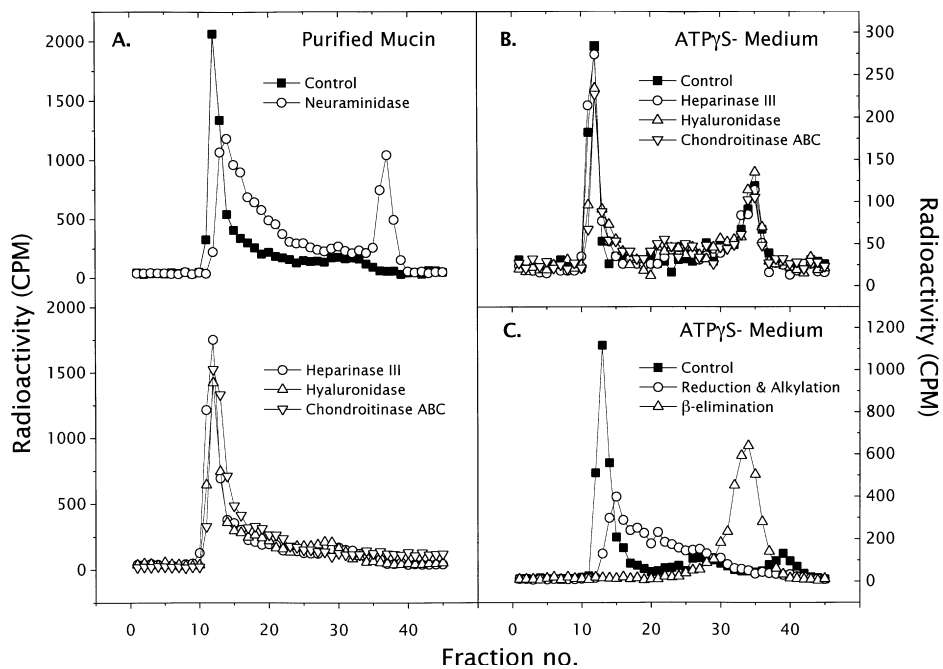 A. Purified Mucin
Control
Neuraminidase
2000
1500
1000
500
0
2000
1500
1000
500
0
Heparinase III
Hyaluronidase
Chondroitinase ABC
0 10 20 30 40
Radioactivity (CPM)
B. ATPγS- Medium
Control
Heparinase III
Hyaluronidase
Chondroitinase ABC
300
250
200
150
100
50
0
C. ATPγS- Medium
Control
Reduction & Alkylation
β-elimination
1200
1000
800
600
400
200
0
0 10 20 30 40
Radioactivity (CPM)
Fraction no.